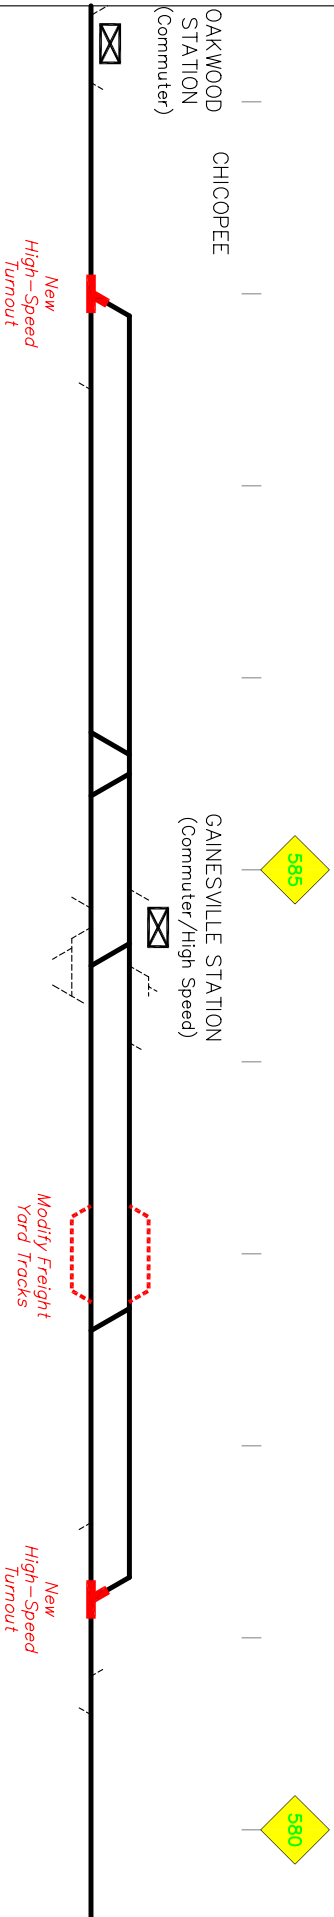 OAKWOOD
STATION
(Commuter)
CHICOPEE
New
High-Speed
Turnout
585
GAINESVILLE STATION
(Commuter/High Speed)
Modify Freight
Yard Tracks
New
High-Speed
Turnout
580